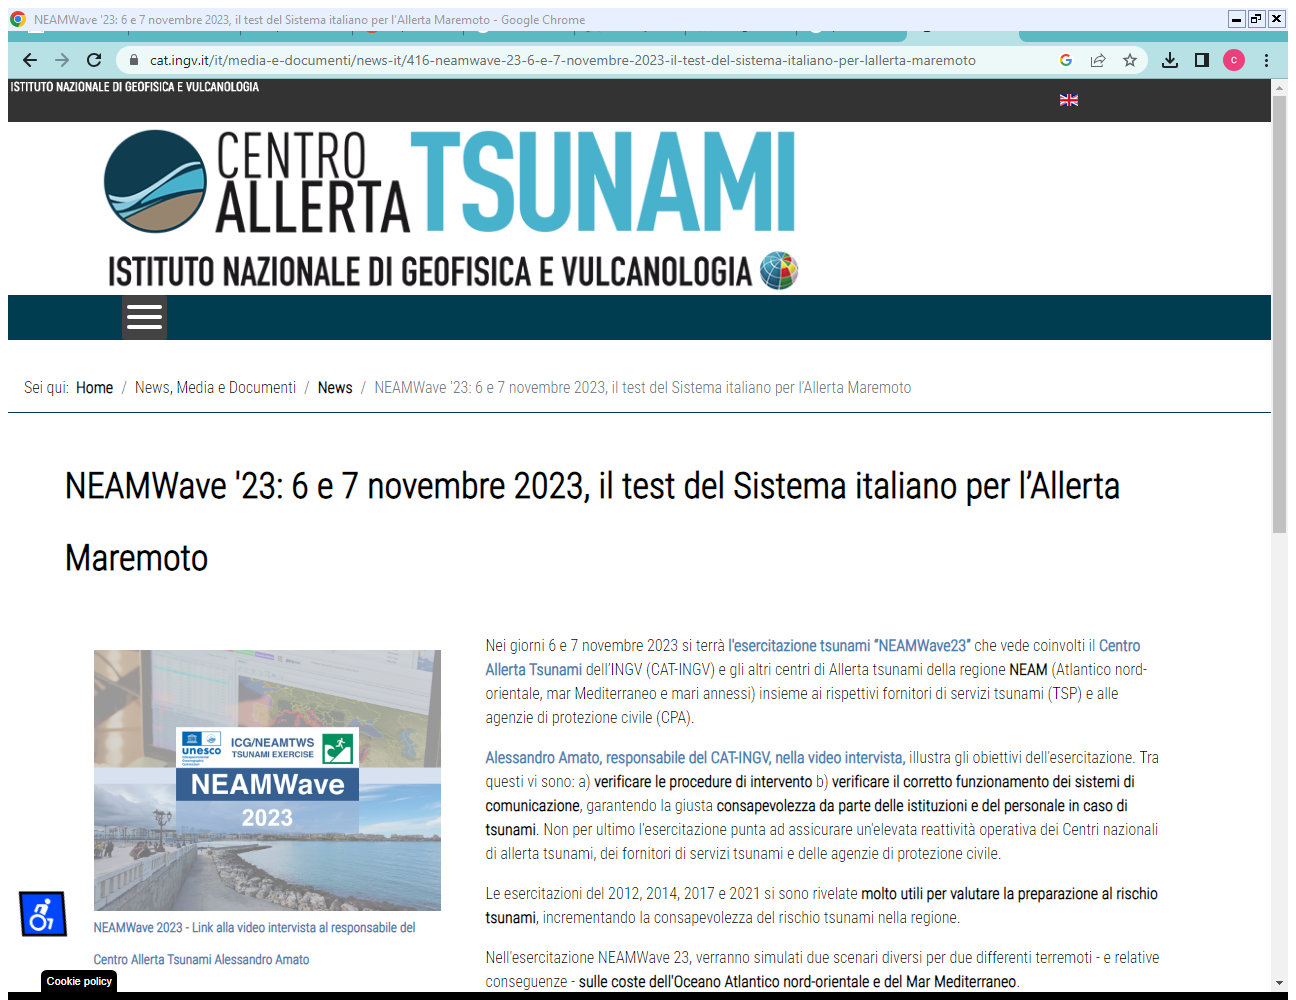 NEAMWave '23: 6 e 7 novembre 2023, il test del Sistema italiano per l'Allerta Maremoto - Google Chrome
cat.ingv.it/it/media-e-documenti/news-it/416-neamwave-23-6-e-7-novembre-2023-il-test-del-sistema-italiano-per-lallerta-maremoto
c
ISTITUTO NAZIONALE DI GEOFISICA E VULCANOLOGIA
CENTRO
ALLERTA TSUNAMI
ISTITUTO NAZIONALE DI GEOFISICA E VULCANOLOGIA
Sei qui: Home / News, Media e Documenti / News / NEAMWave '23: 6 e 7 novembre 2023, il test del Sistema italiano per l'Allerta Maremoto
NEAMWave '23: 6 e 7 novembre 2023, il test del Sistema italiano per l’Allerta
Maremoto
unesco
ICG/NEAMTWS
TSUNAMI EXERCISE
NEAMWave
2023
NEAMWave 2023 - Link alla video intervista al responsabile del
Centro Allerta Tsunami Alessandro Amato
Nei giorni 6 e 7 novembre 2023 si terrà l'esercitazione tsunami “NEAMWave23” che vede coinvolti il Centro
Allerta Tsunami dell’INGV (CAT-INGV) e gli altri centri di Allerta tsunami della regione NEAM (Atlantico nord-
orientale, mar Mediterraneo e mari annessi) insieme ai rispettivi fornitori di servizi tsunami (TSP) e alle
agenzie di protezione civile (CPA).
Alessandro Amato, responsabile del CAT-INGV, nella video intervista, illustra gli obiettivi dell'esercitazione. Tra
questi vi sono: a) verificare le procedure di intervento b) verificare il corretto funzionamento dei sistemi di
comunicazione, garantendo la giusta consapevolezza da parte delle istituzioni e del personale in caso di
tsunami. Non per ultimo l’esercitazione punta ad assicurare un'elevata reattività operativa dei Centri nazionali
di allerta tsunami, dei fornitori di servizi tsunami e delle agenzie di protezione civile.
Le esercitazioni del 2012, 2014, 2017 e 2021 si sono rivelate molto utili per valutare la preparazione al rischio
tsunami, incrementando la consapevolezza del rischio tsunami nella regione.
Nell'esercitazione NEAMWave 23, verranno simulati due scenari diversi per due differenti terremoti - e relative
conseguenze - sulle coste dell'Oceano Atlantico nord-orientale e del Mar Mediterraneo.
Cookie policy